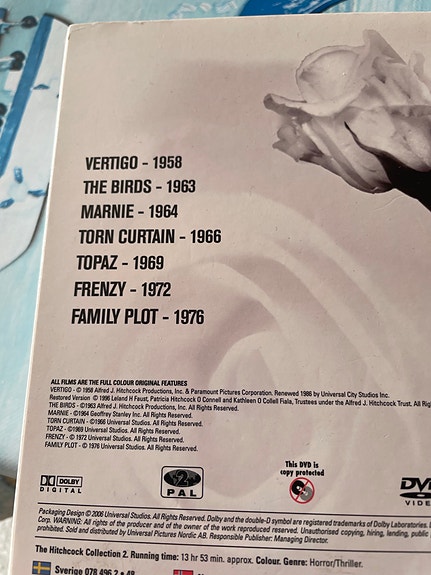 VERTIGO - 1958
THE BIRDS - 1963
MARNIE - 1964
TORN CURTAIN - 1966
TOPAZ - 1969
FRENZY - 1972
FAMILY PLOT - 1976
ALL FILMS ARE THE FULL COLOUR ORIGINAL FEATURES
VERTIGO - © 1958 Alfred J. Hitchcock Productions, Inc. & Paramount Pictures Corporation. Renewed 1986 by Universal City Studios Inc.
Restored Version © 1996 Leland H Faust, Patricia Hitchcock O Connell and Kathleen O Collell Fiala, Trustees under the Alfred J. Hitchcock Trust. All
THE BIRDS - ©1963 Alfred J. Hitchcock Productions, Inc. All Rights Reserved.
MARNIE - ©1964 Geoffrey Stanley Inc. All Rights Reserved.
TORN CURTAIN - ©1966 Universal Studios. All Rights Reserved.
TOPAZ - ©1969 Universal Studios. All Rights Reserved.
FRENZY - © 1972 Universal Studios. All Rights Reserved.
FAMILY PLOT - © 1976 Universal Studios. All Rights Reserved.
DOLBY
DIGITAL
2
PAL
This DVD is
copy protected
DVD
VIDE
Packaging Design © 2006 Universal Studios. All Rights Reserved. Dolby and the double-D symbol are registered trademarks of Dolby Laboratories.
Corp. WARNING: All rights of the producer and of the owner of the work reproduced reserved. Unauthorised copying, hiring, lending, public
prohibited. Sold and distributed by Universal Pictures Nordic AB. Responsible Publisher: Managing Director.
The Hitchcock Collection 2. Running time: 13 hr 53 min. approx. Colour. Genre: Horror/Thriller.
Sverige 078 496 2 • 49